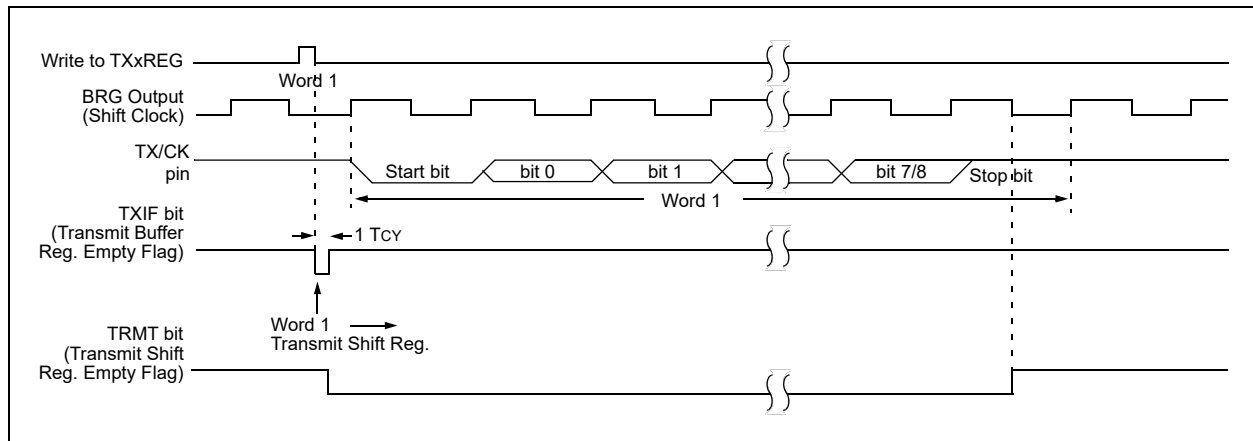 Write to TXxREG
Word 1
BRG Output
(Shift Clock)
TX/CK
pin
Start bit
bit 0
bit 1
bit 7/8
Stop bit
Word 1
TXIF bit
(Transmit Buffer
Reg. Empty Flag)
1 TCY
Word 1
Transmit Shift Reg.
TRMT bit
(Transmit Shift
Reg. Empty Flag)